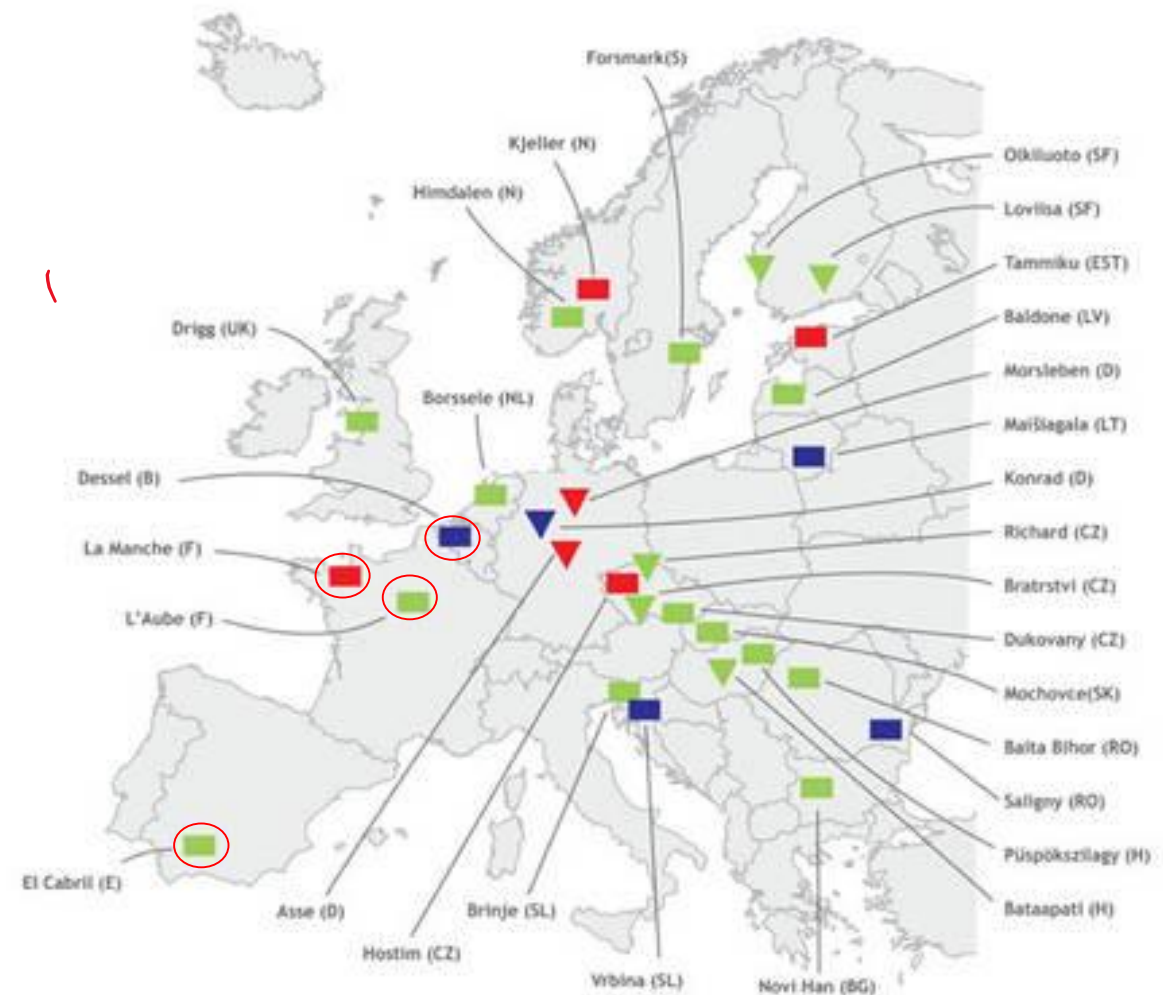 Forsmark(S)
Kjeller (N)
Himdalen (N)
Olkiluoto (SF)
Loviisa (SF)
Tammiku (EST)
Baldone (LV)
Morsleben (D)
Maišiagala (LT)
Konrad (D)
Richard (CZ)
Bratrstvi (CZ)
Dukovany (CZ)
Mochovce(SK)
Baita Bihor (RO)
Saligny (RO)
Püspökszilagy (H)
Bataapati (H)
Drigg (UK)
Borssele (NL)
Dessel (B)
La Manche (F)
L'Aube (F)
El Cabril (E)
Asse (D)
Brinje (SL)
Hostim (CZ)
Vrbina (SL)
Novi Han (BG)